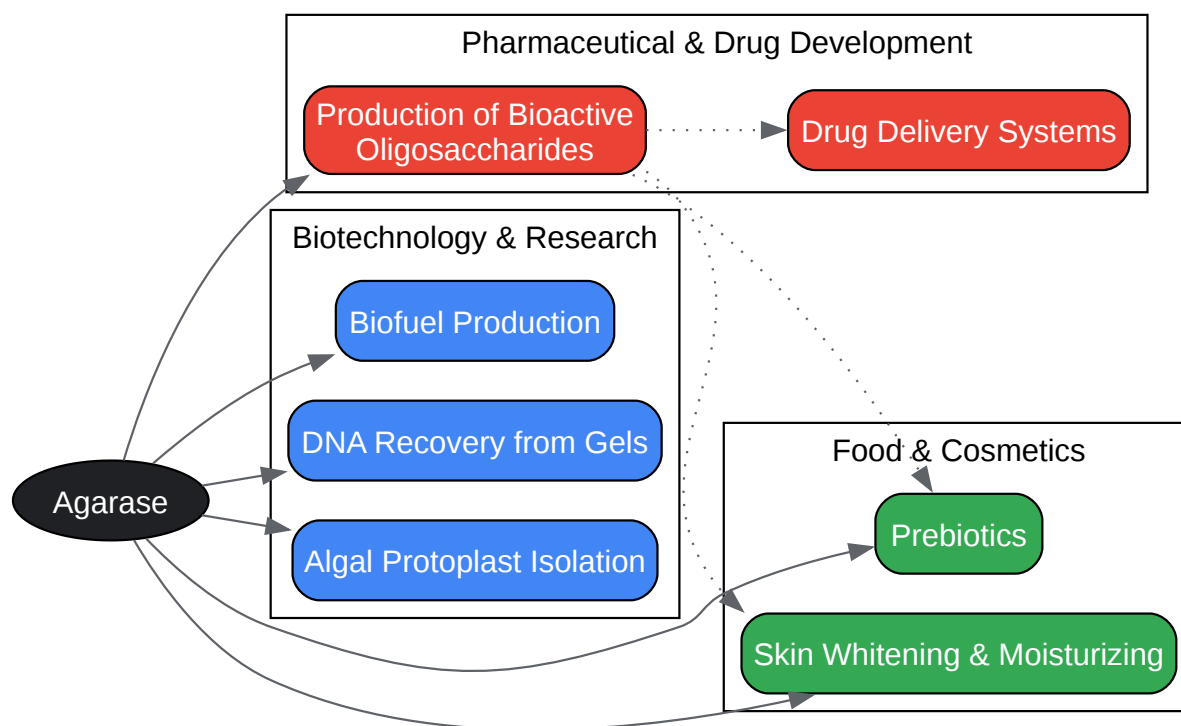 Pharmaceutical & Drug Development
Production of Bioactive
Oligosaccharides
Drug Delivery Systems
Biotechnology & Research
Biofuel Production
DNA Recovery from Gels
Algal Protoplast Isolation
Agarase
Food & Cosmetics
Prebiotics
Skin Whitening & Moisturizing